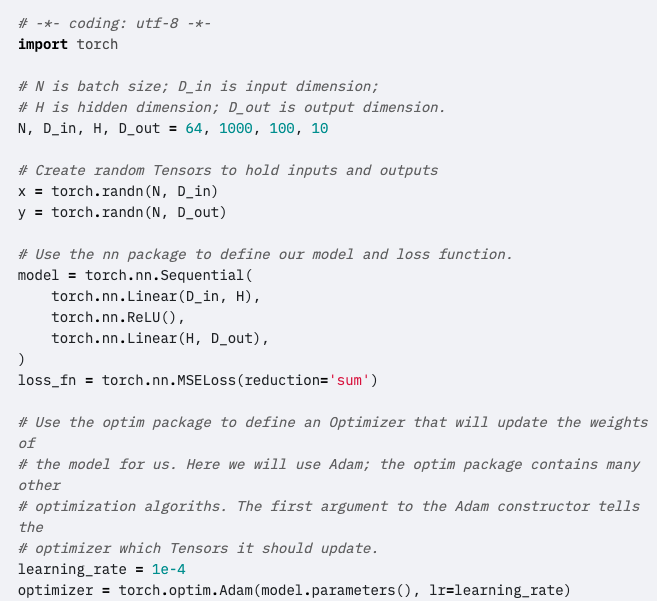 # -*- coding: utf-8 -*-
import torch
# N is batch size; D_in is input dimension;
# H is hidden dimension; D_out is output dimension.
N, D_in, H, D_out = 64, 1000, 100, 10
# Create random Tensors to hold inputs and outputs
x = torch.randn(N, D_in)
y = torch.randn(N, D_out)
# Use the nn package to define our model and loss function.
model = torch.nn.Sequential(
    torch.nn.Linear(D_in, H),
    torch.nn.ReLU(),
    torch.nn.Linear(H, D_out),
)
loss_fn = torch.nn.MSELoss(reduction='sum')
# Use the optim package to define an Optimizer that will update the weights
of
# the model for us. Here we will use Adam; the optim package contains many
other
# optimization algoriths. The first argument to the Adam constructor tells
the
# optimizer which Tensors it should update.
learning_rate = 1e-4
optimizer = torch.optim.Adam(model.parameters(), lr=learning_rate)